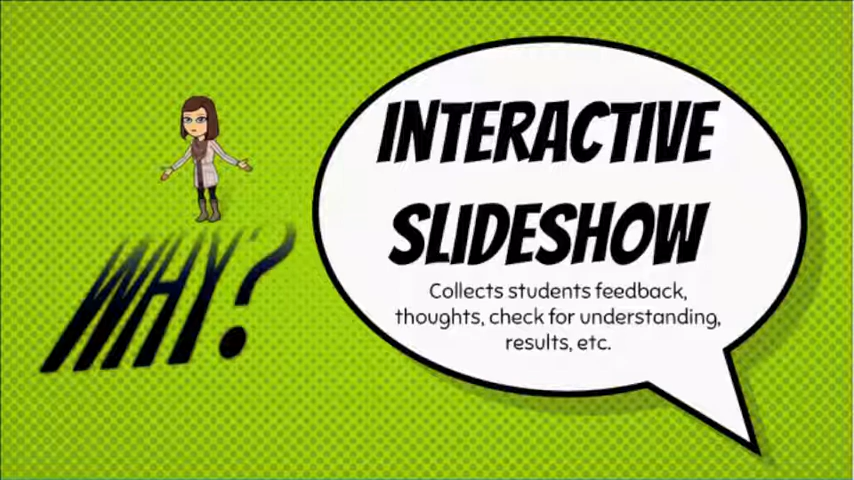 WHY?
INTERACTIVE
SLIDESHOW
Collects students feedback,
thoughts, check for understanding,
results, etc.